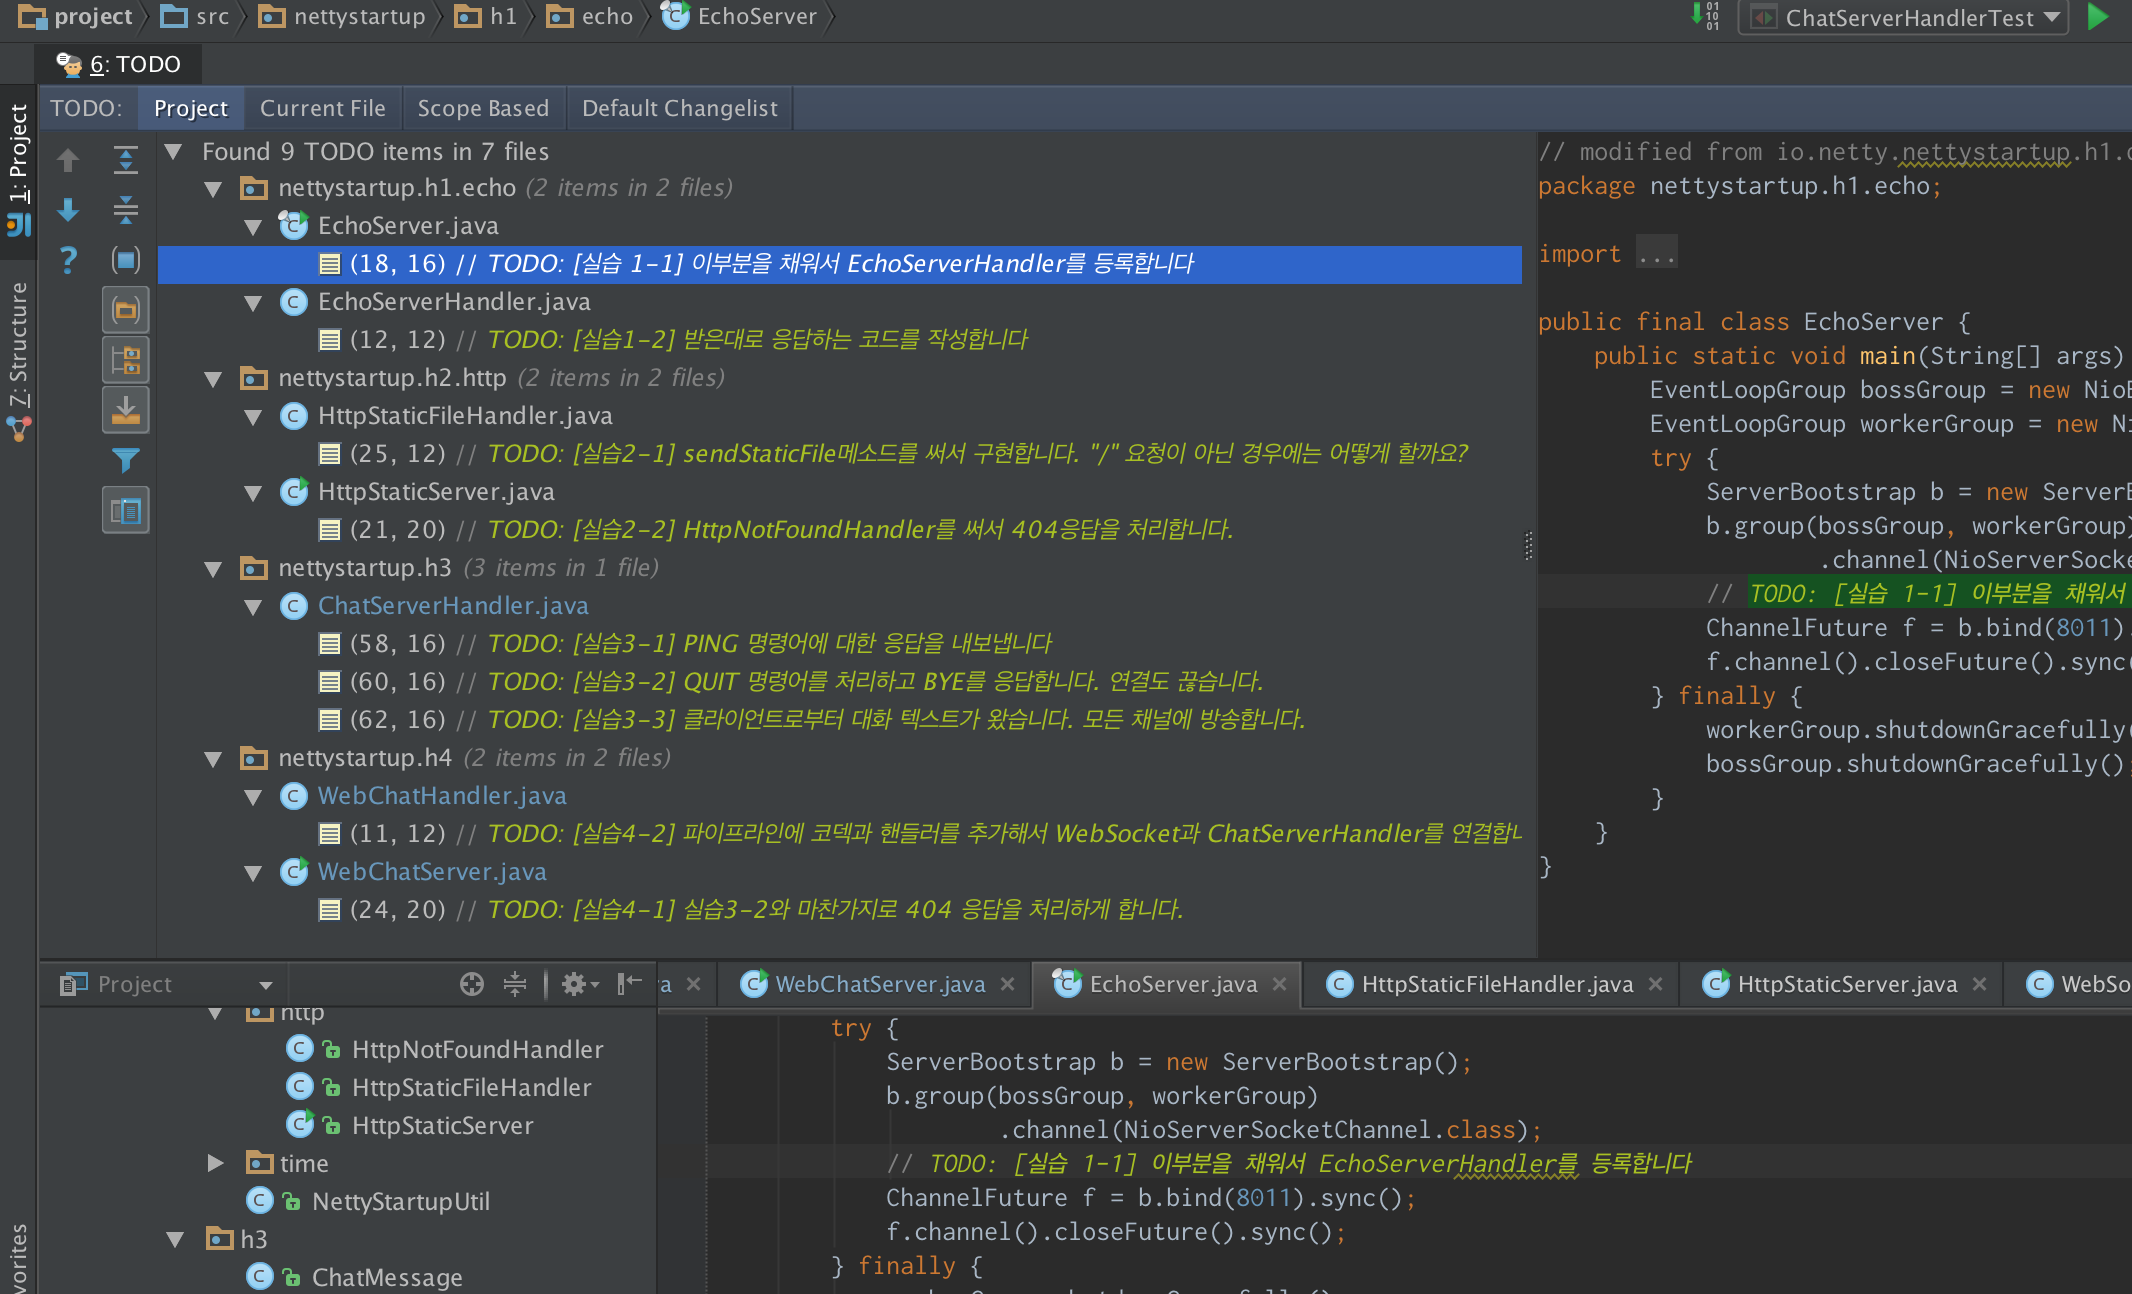 project src nettystartup h1 echo EchoServer
ChatServerHandlerTest
6: TODO
TODO: Project Current File Scope Based Default Changelist
1: Project
7: Structure
Found 9 TODO items in 7 files
nettystartup.h1.echo (2 items in 2 files)
EchoServer.java
(18, 16) // TODO: [실습 1-1] 이부분을 채워서 EchoServerHandler를 등록합니다
EchoServerHandler.java
(12, 12) // TODO: [실습1-2] 받은대로 응답하는 코드를 작성합니다
nettystartup.h2.http (2 items in 2 files)
HttpStaticFileHandler.java
(25, 12) // TODO: [실습2-1] sendStaticFile메소드를 써서 구현합니다. "/" 요청이 아닌 경우에는 어떻게 할까요?
HttpStaticServer.java
(21, 20) // TODO: [실습2-2] HttpNotFoundHandler를 써서 404응답을 처리합니다.
nettystartup.h3 (3 items in 1 file)
ChatServerHandler.java
(58, 16) // TODO: [실습3-1] PING 명령어에 대한 응답을 내보냅니다
(60, 16) // TODO: [실습3-2] QUIT 명령어를 처리하고 BYE를 응답합니다. 연결도 끊습니다.
(62, 16) // TODO: [실습3-3] 클라이언트로부터 대화 텍스트가 왔습니다. 모든 채널에 방송합니다.
nettystartup.h4 (2 items in 2 files)
WebChatHandler.java
(11, 12) // TODO: [실습4-2] 파이프라인에 코덱과 핸들러를 추가해서 WebSocket과 ChatServerHandler를
WebChatServer.java
(24, 20) // TODO: [실습4-1] 실습3-2와 마찬가지로 404 응답을 처리하게 합니다.
// modified from io.netty.nettystartup.h1.
package nettystartup.h1.echo;
import ...
public final class EchoServer {
public static void main(String[] args)
EventLoopGroup bossGroup = new
EventLoopGroup workerGroup = new
try {
ServerBootstrap b = new
b.group(bossGroup, workerGroup)
.channel(
// TODO: [실습 1-1] 이부분을 채워서
ChannelFuture f = b.bind(8011).
f.channel().closeFuture().sync(
} finally {
workerGroup.shutdownGracefully(
bossGroup.shutdownGracefully();
}
}
}
Project
http
HttpNotFoundHandler
HttpStaticFileHandler
HttpStaticServer
time
NettyStartupUtil
h3
ChatMessage
WebChatServer.java EchoServer.java HttpStaticFileHandler.java HttpStaticServer.java
try {
ServerBootstrap b = new ServerBootstrap();
b.group(bossGroup, workerGroup)
.channel(NioServerSocketChannel.class);
// TODO: [실습 1-1] 이부분을 채워서 EchoServerHandler를 등록합니다
ChannelFuture f = b.bind(8011).sync();
f.channel().closeFuture().sync();
} finally {